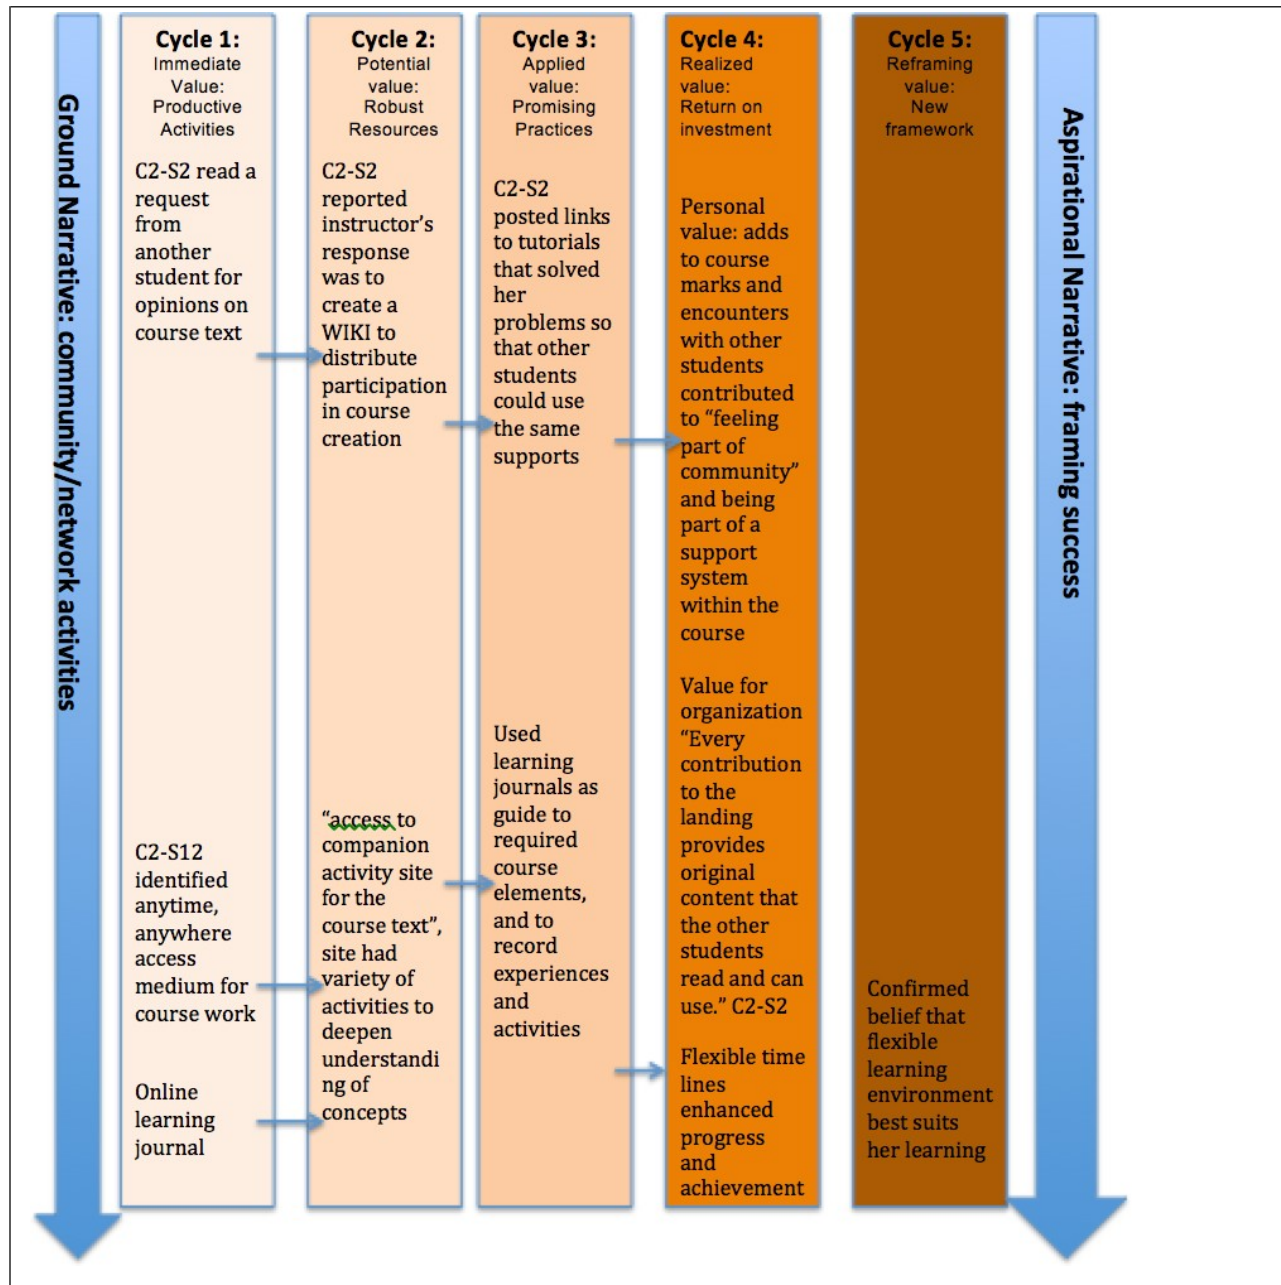 Ground Narrative: community/network activities
Cycle 1:
Immediate
Value:
Productive
Activities
C2-S2 read a
request
from
another
student for
opinions on
course text
C2-S12
identified
anytime,
anywhere
access
medium for
course work
Online
learning
journal
Cycle 2:
Potential
value:
Robust
Resources
C2-S2
reported
instructor’s
response
was to
create a
WIKI to
distribute
participation
in course
creation
“access to
companion
activity site
for the
course text”,
site had
variety of
activities to
deepen
understandi
ng of
concepts
Cycle 3:
Applied
value:
Promising
Practices
C2-S2
posted links
to tutorials
that solved
her
problems so
that other
students
could use
the same
supports
Used
learning
journals as
guide to
required
course
elements,
and to
record
experiences
and
activities
Cycle 4:
Realized
value:
Return on
investment
Personal
value: adds
to course
marks and
encounters
with other
students
contributed
to “feeling
part of
community”
and being
part of a
support
system
within the
course
Value for
organization
“Every
contribution
to the
landing
provides
original
content that
the other
students
read and can
use.” C2-S2
Flexible time
lines
enhanced
progress
and
achievement
Cycle 5:
Reframing
value:
New
framework
Confirmed
belief that
flexible
learning
environment
best suits
her learning
Aspirational Narrative: framing success